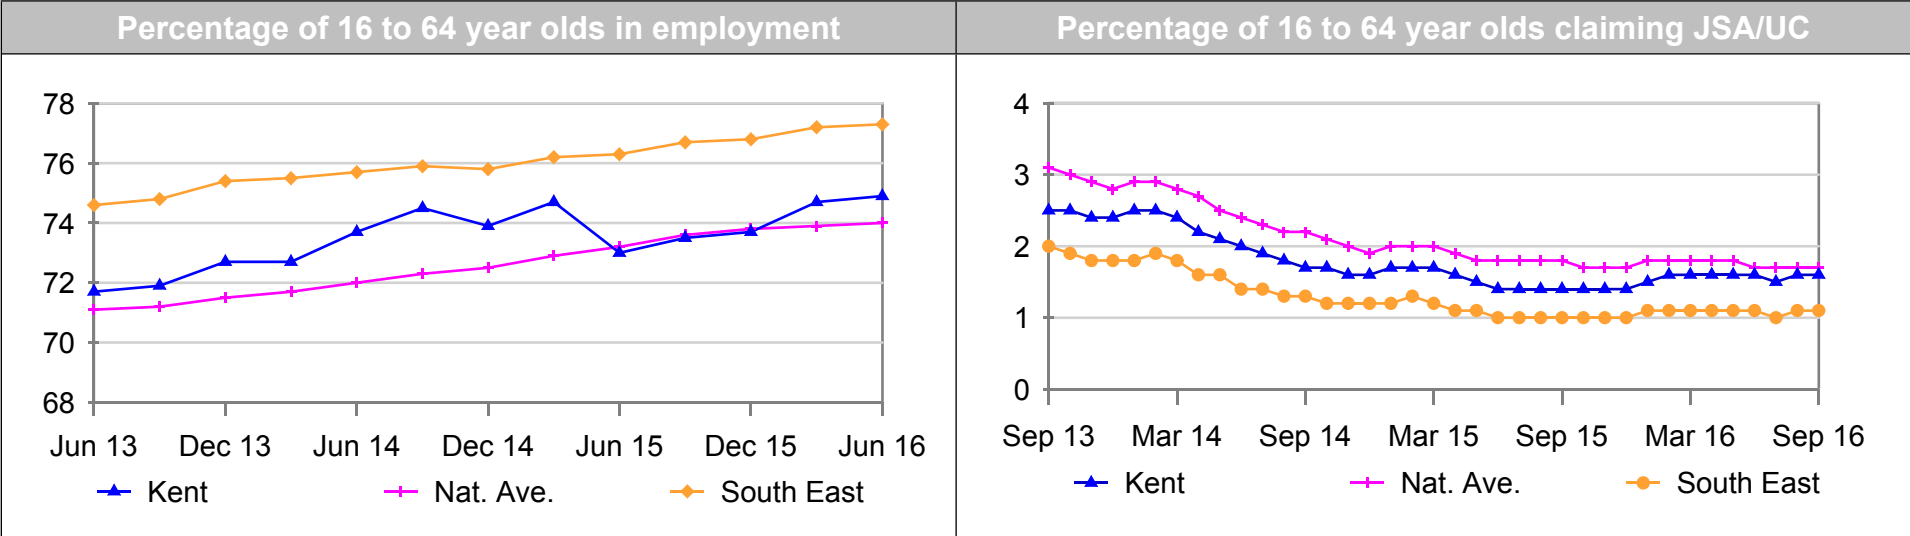 Percentage of 16 to 64 year olds in employment
78
76
74
72
70
68
Jun 13 Dec 13 Jun 14 Dec 14 Jun 15 Dec 15 Jun 16
Kent Nat. Ave. South East
Percentage of 16 to 64 year olds claiming JSA/UC
4
3
2
1
0
Sep 13 Mar 14 Sep 14 Mar 15 Sep 15 Mar 16 Sep 16
Kent Nat. Ave. South East